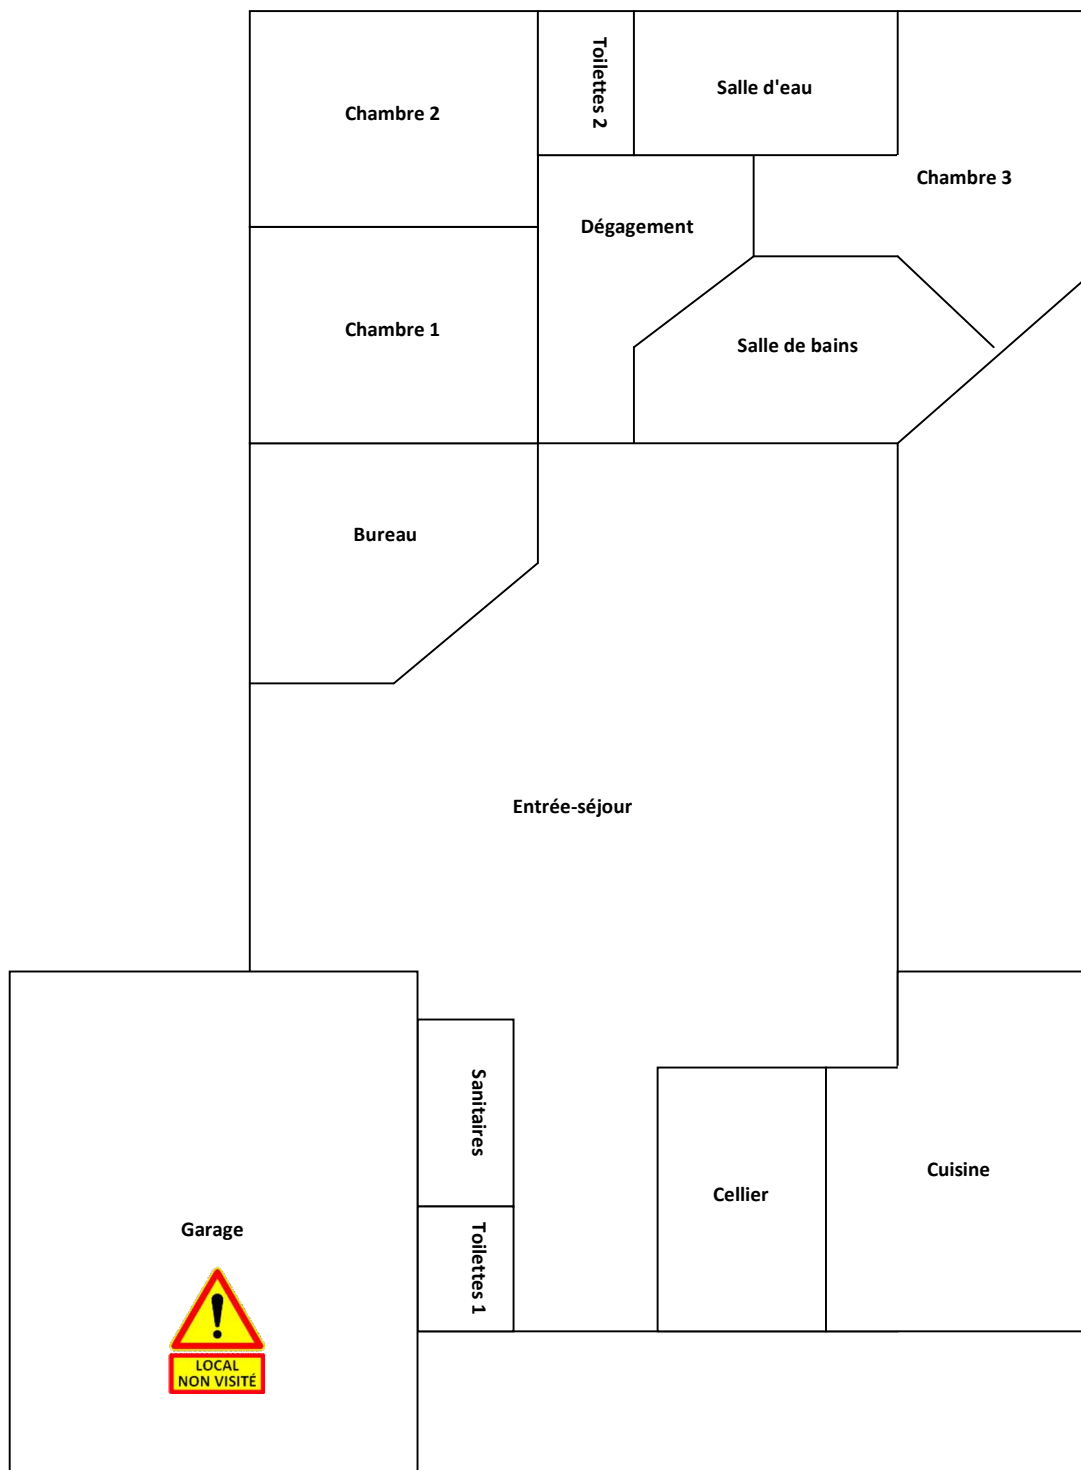 Toilettes 2
Salle d'eau
Chambre 2
Chambre 3
Dégagement
Chambre 1
Salle de bains
Bureau
Entrée-séjour
Sanitaires
Cuisine
Cellier
Garage
Toilettes 1
LOCAL
NON VISITÉ